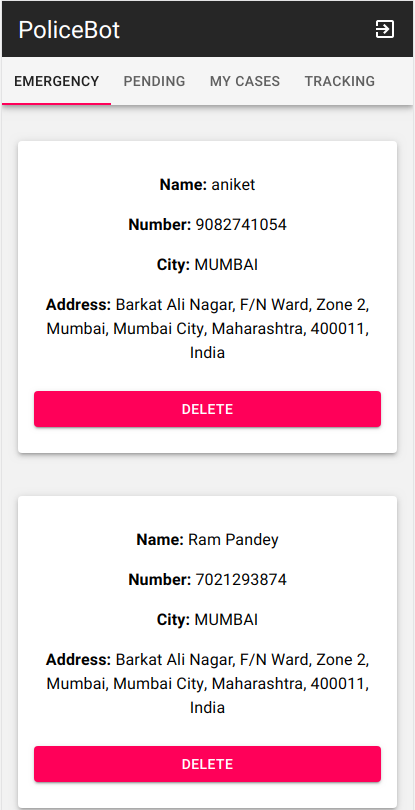 PoliceBot
EMERGENCY PENDING MY CASES TRACKING
Name: aniket
Number: 9082741054
City: MUMBAI
Address: Barkat Ali Nagar, F/N Ward, Zone 2,
Mumbai, Mumbai City, Maharashtra, 400011,
India
DELETE
Name: Ram Pandey
Number: 7021293874
City: MUMBAI
Address: Barkat Ali Nagar, F/N Ward, Zone 2,
Mumbai, Mumbai City, Maharashtra, 400011,
India
DELETE